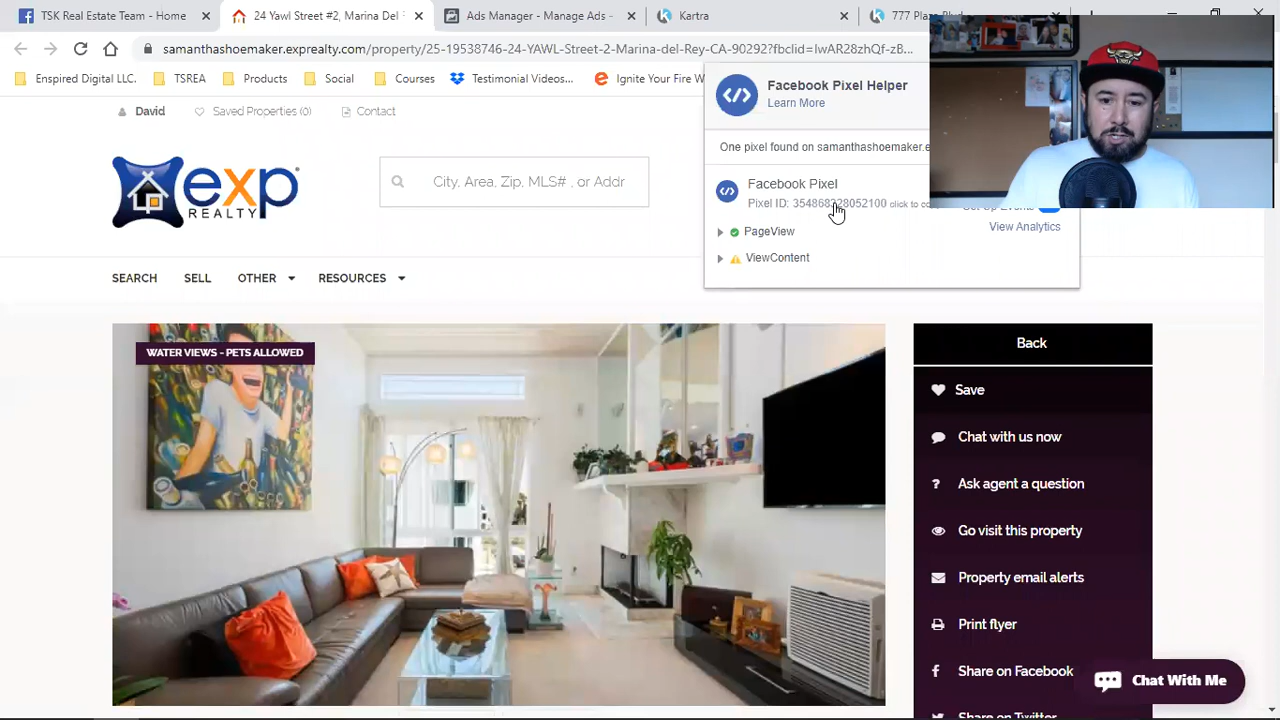 TSK Real Estate Team - Home
24 Yawl Street #2, Marina Del
Ads Manager - Manage Ads -
Kartra
samanthashoemaker.exprealty.com/property/25-19538746-24-YAWL-Street-2-Marina-del-Rey-CA-90292?fbclid=IwAR28zhQf-zB...
Enspired Digital LLC.
TSREA
Products
Social
Courses
Testimonial Videos...
Ignite Your Fire W
Facebook Pixel Helper
Learn More
David
Saved Properties (0)
Contact
One pixel found on samanthashoemaker.e
exp
REALTY
City, Area, Zip, MLS# , or Addr
Facebook Pixel
Pixel ID:
click to co
View Analytics
PageView
ViewContent
SEARCH
SELL
OTHER
RESOURCES
WATER VIEWS - PETS ALLOWED
Back
Save
Chat with us now
Ask agent a question
Go visit this property
Property email alerts
Print flyer
Share on Facebook
Chat With Me
Share on Twitter